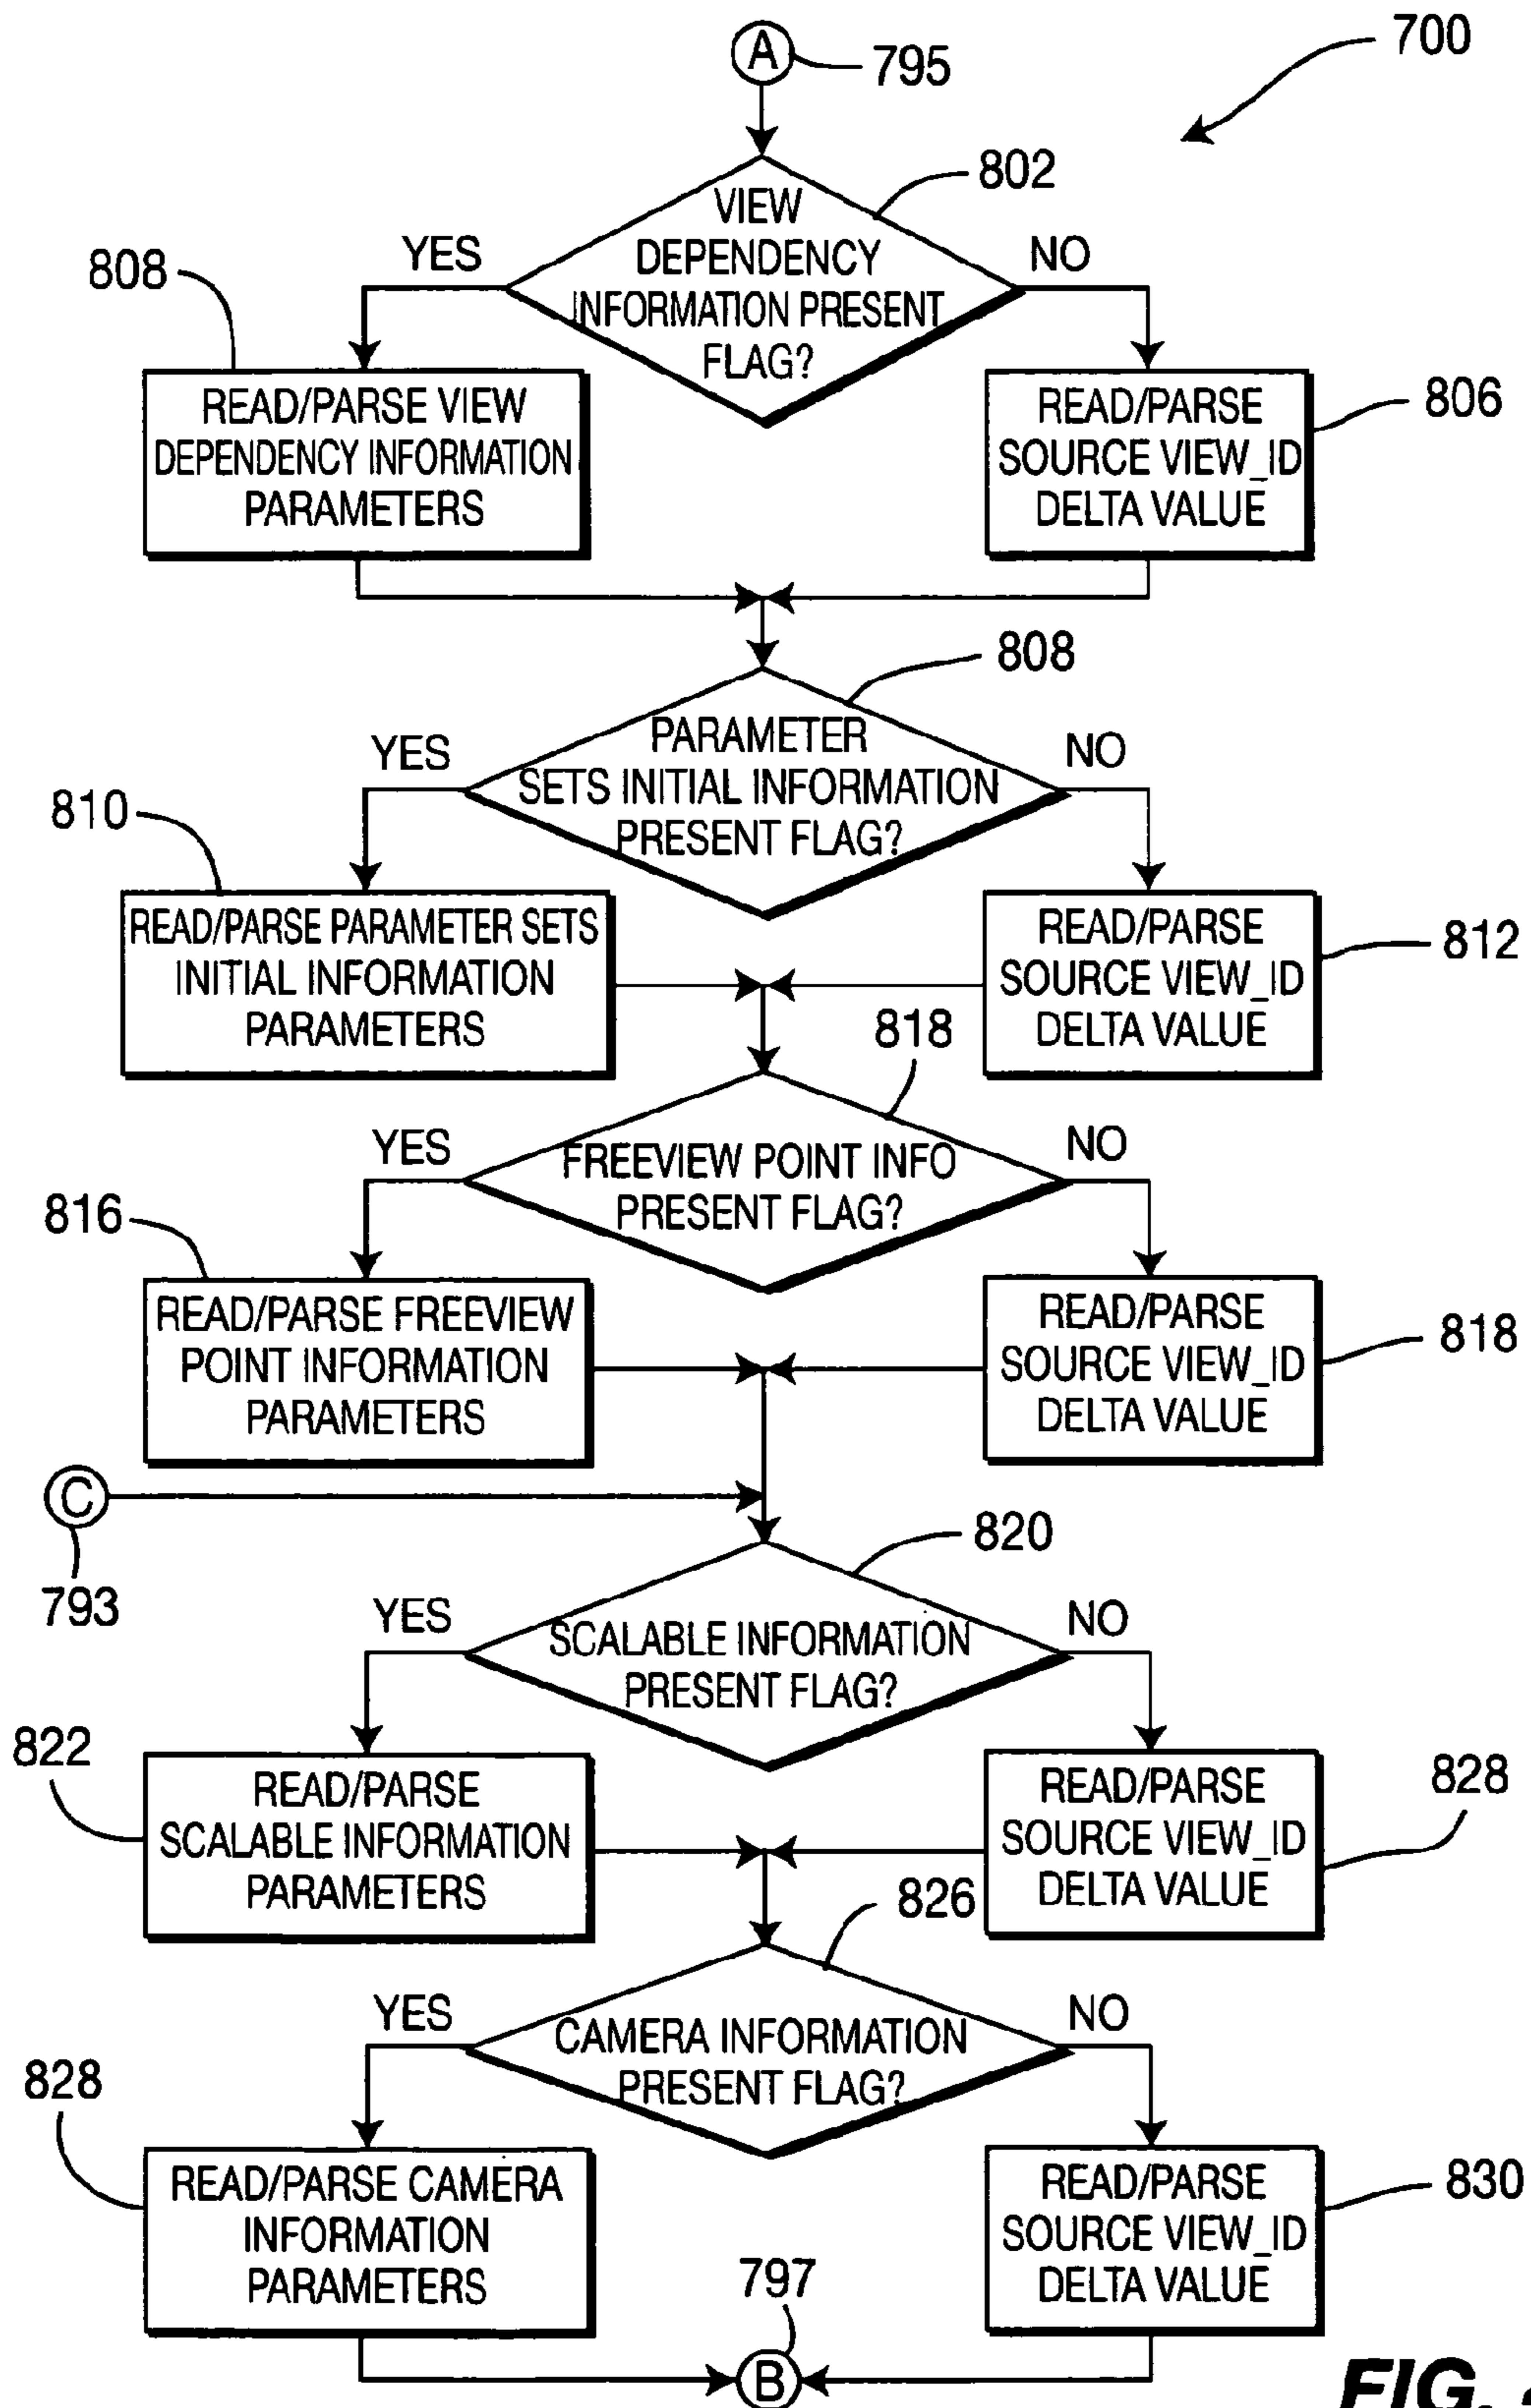 A
795
700
802
VIEW
DEPENDENCY
INFORMATION PRESENT
FLAG?
YES
NO
808
READ/PARSE VIEW
DEPENDENCY INFORMATION
PARAMETERS
READ/PARSE
SOURCE VIEW_ID
DELTA VALUE
806
808
PARAMETER
SETS INITIAL INFORMATION
PRESENT FLAG?
YES
NO
810
READ/PARSE PARAMETER SETS
INITIAL INFORMATION
PARAMETERS
READ/PARSE
SOURCE VIEW_ID
DELTA VALUE
812
818
FREEVIEW POINT INFO
PRESENT FLAG?
YES
NO
816
READ/PARSE FREEVIEW
POINT INFORMATION
PARAMETERS
READ/PARSE
SOURCE VIEW_ID
DELTA VALUE
818
C
793
820
SCALABLE INFORMATION
PRESENT FLAG?
YES
NO
822
READ/PARSE
SCALABLE INFORMATION
PARAMETERS
READ/PARSE
SOURCE VIEW_ID
DELTA VALUE
828
826
CAMERA INFORMATION
PRESENT FLAG?
YES
NO
828
READ/PARSE CAMERA
INFORMATION
PARAMETERS
READ/PARSE
SOURCE VIEW_ID
DELTA VALUE
830
797
B
FIG.